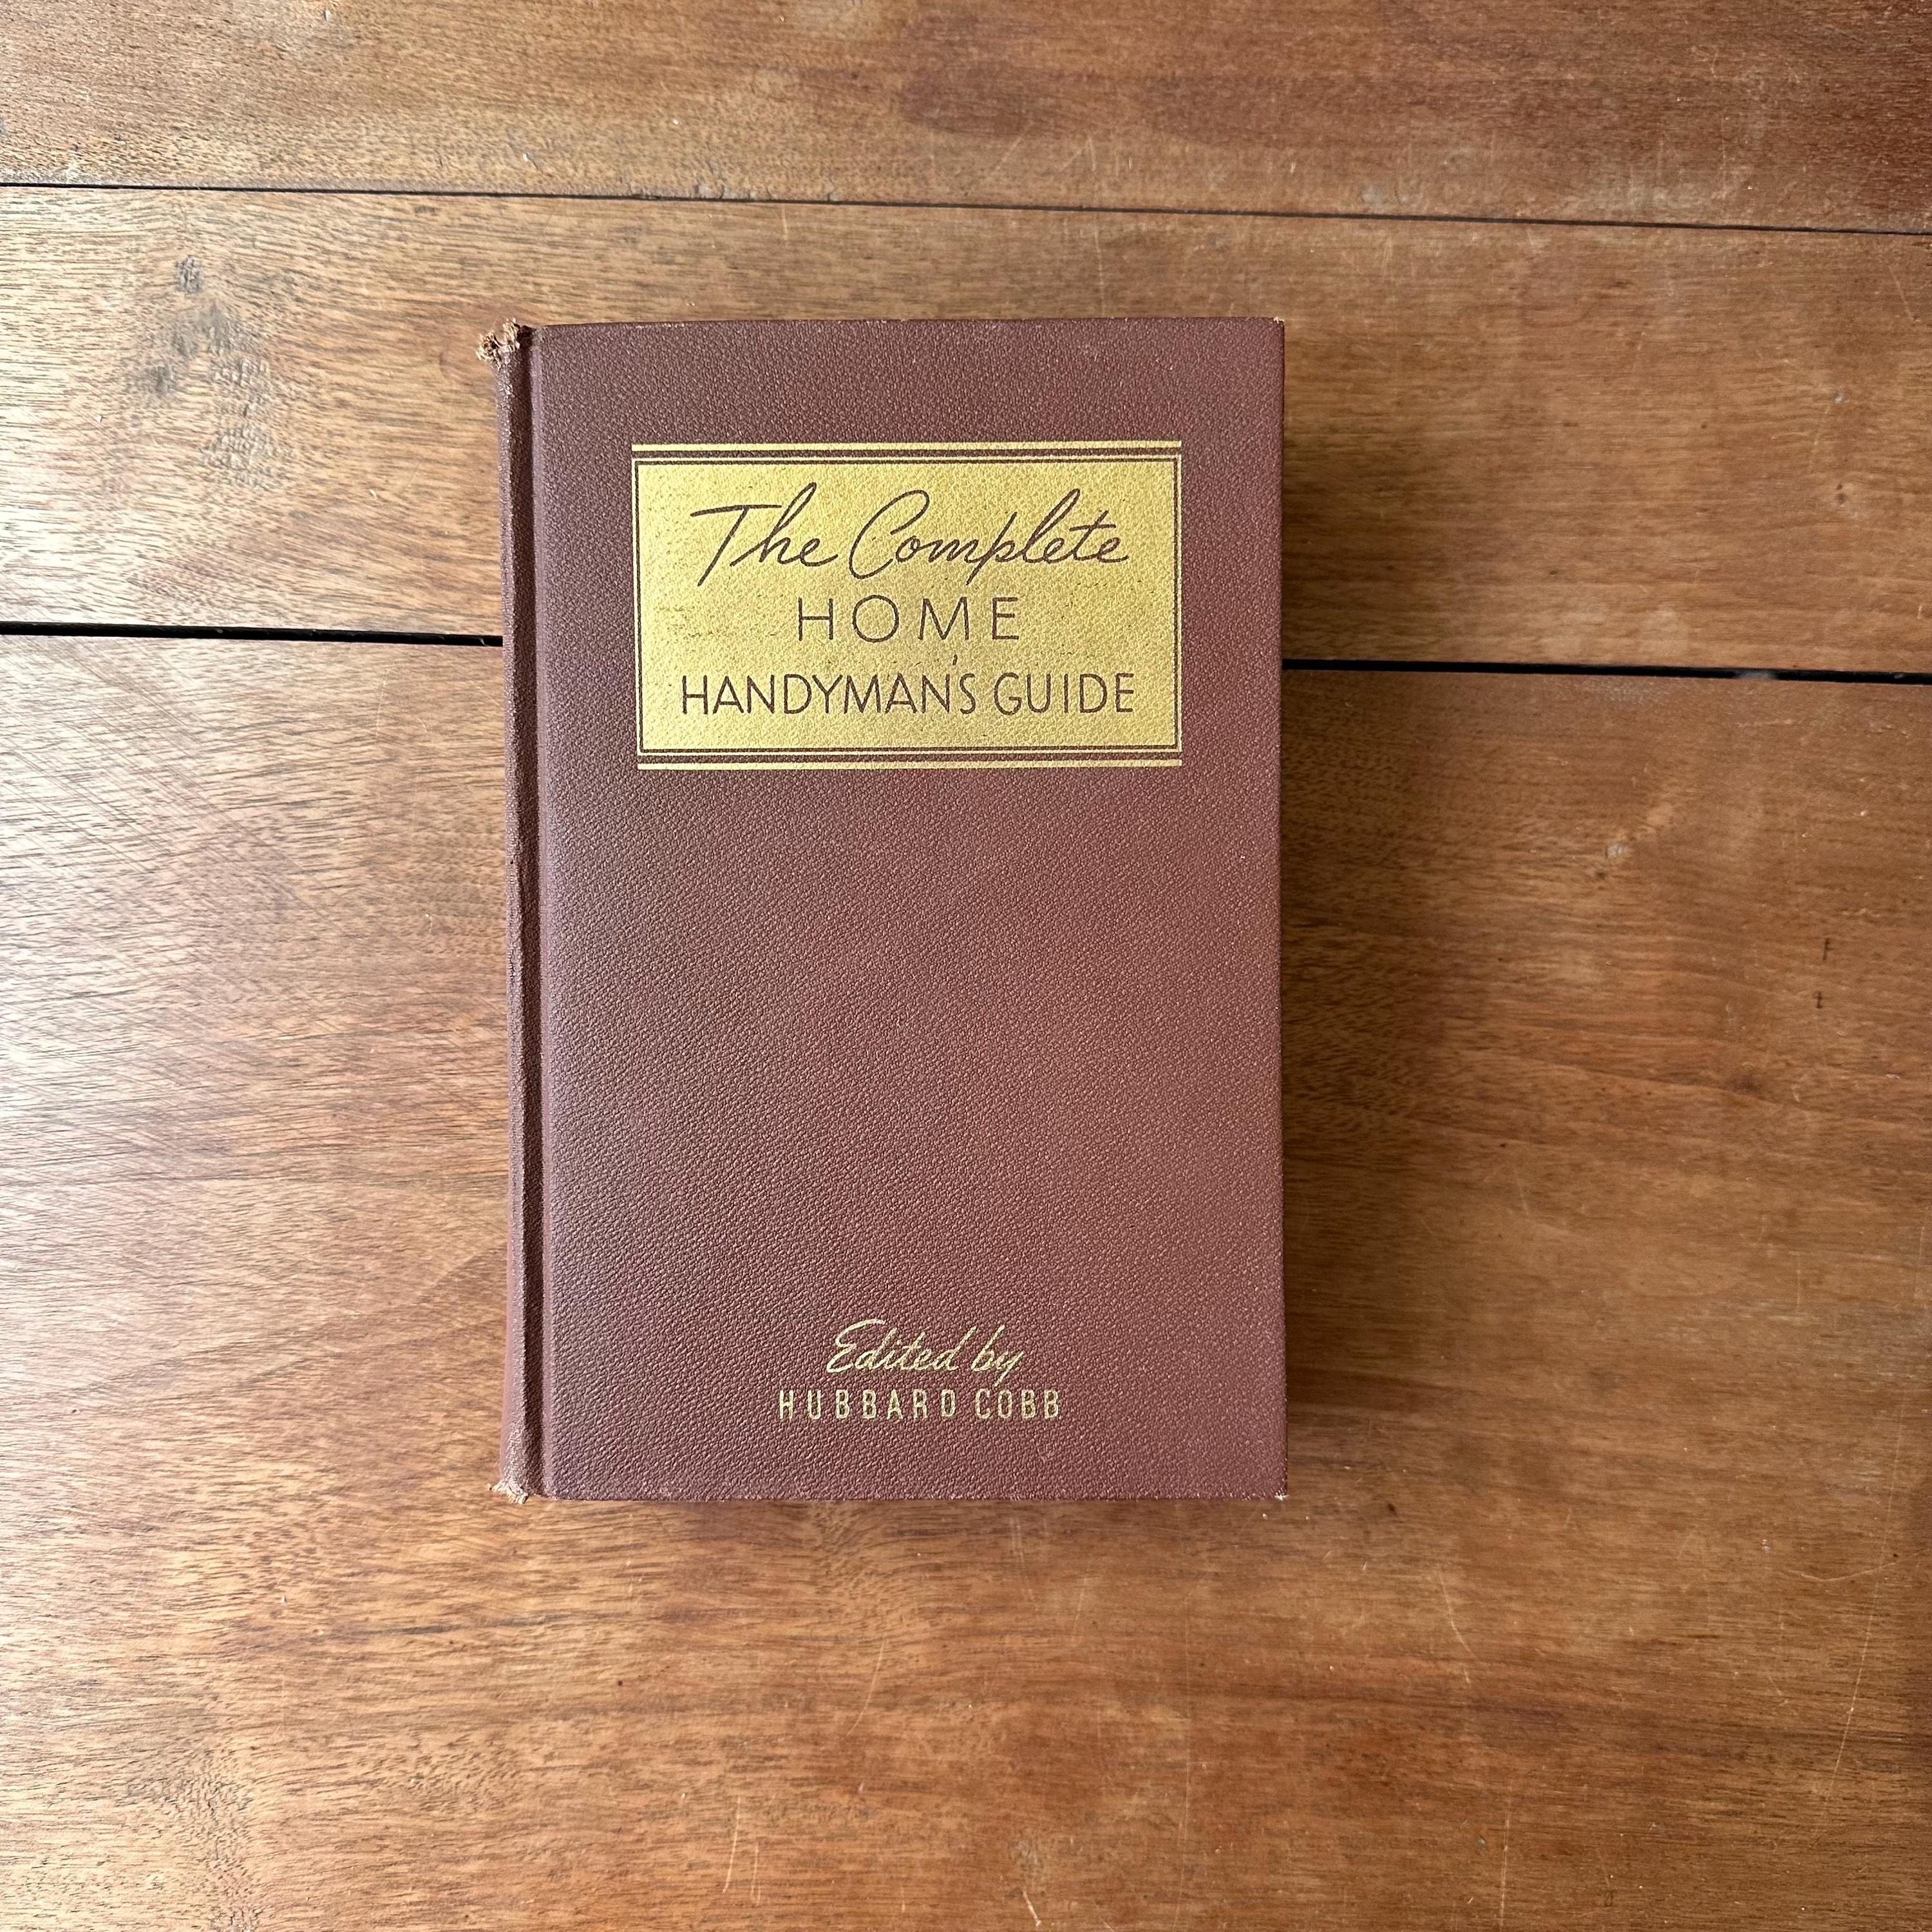 The Complete
HOME
HANDYMAN'S GUIDE
Edited by
HUBBARD COBB